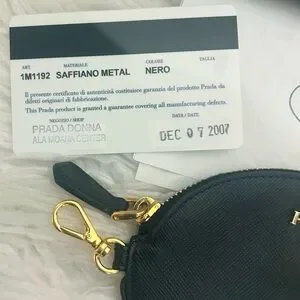 ART. MATERIALE COLORE TAGLIA
1M1192 SAFFIANO METAL NERO
Il presente certificato di autenticità costituisce garanzia del prodotto Prada da
difetti originari di fabbricazione.
This Prada product is granted a guarantee covering all manufacturing defects.
NEGOZIO / SHOP DATA / DATE
PRADA DONNA DEC 07 2007
ALA MOANA CENTER